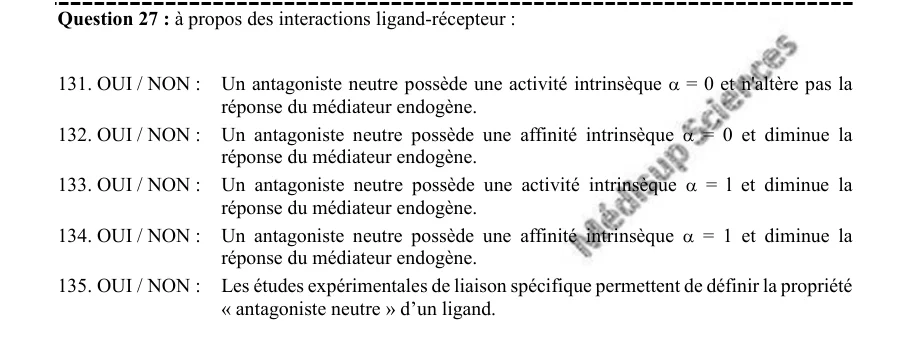 Question 27 : à propos des interactions ligand-récepteur :
131. OUI / NON : Un antagoniste neutre possède une activité intrinsèque α = 0 et n'altère pas la
réponse du médiateur endogène.
132. OUI / NON : Un antagoniste neutre possède une affinité intrinsèque α = 0 et diminue la
réponse du médiateur endogène.
133. OUI / NON : Un antagoniste neutre possède une activité intrinsèque α = 1 et diminue la
réponse du médiateur endogène.
134. OUI / NON : Un antagoniste neutre possède une affinité intrinsèque α = 1 et diminue la
réponse du médiateur endogène.
135. OUI / NON : Les études expérimentales de liaison spécifique permettent de définir la propriété
« antagoniste neutre » d'un ligand.
Médisup Sciences